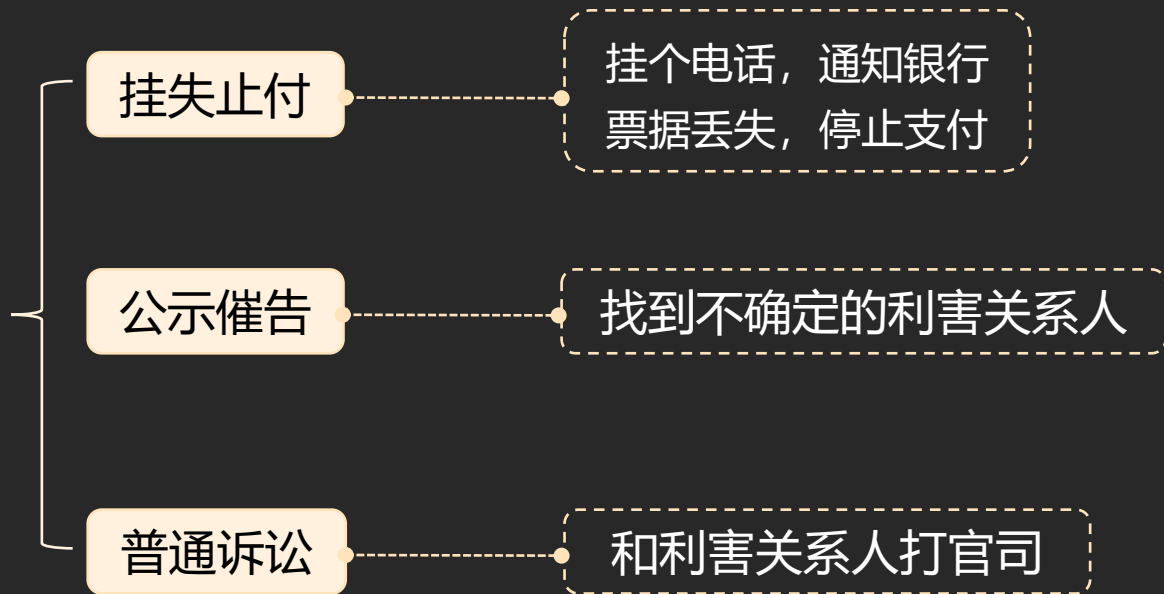 挂失止付
挂个电话，通知银行
票据丢失，停止支付
公示催告
找到不确定的利害关系人
普通诉讼
和利害关系人打官司